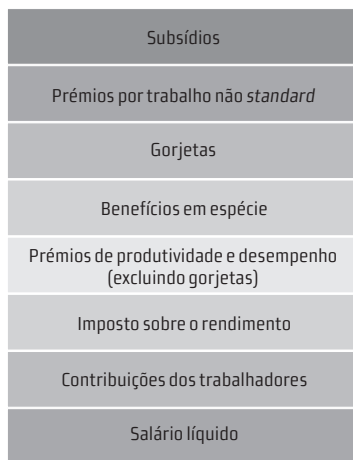 Subsídios
Prémios por trabalho não standard
Gorjetas
Benefícios em espécie
Prémios de produtividade e desempenho
(excluindo gorjetas)
Imposto sobre o rendimento
Contribuições dos trabalhadores
Salário líquido